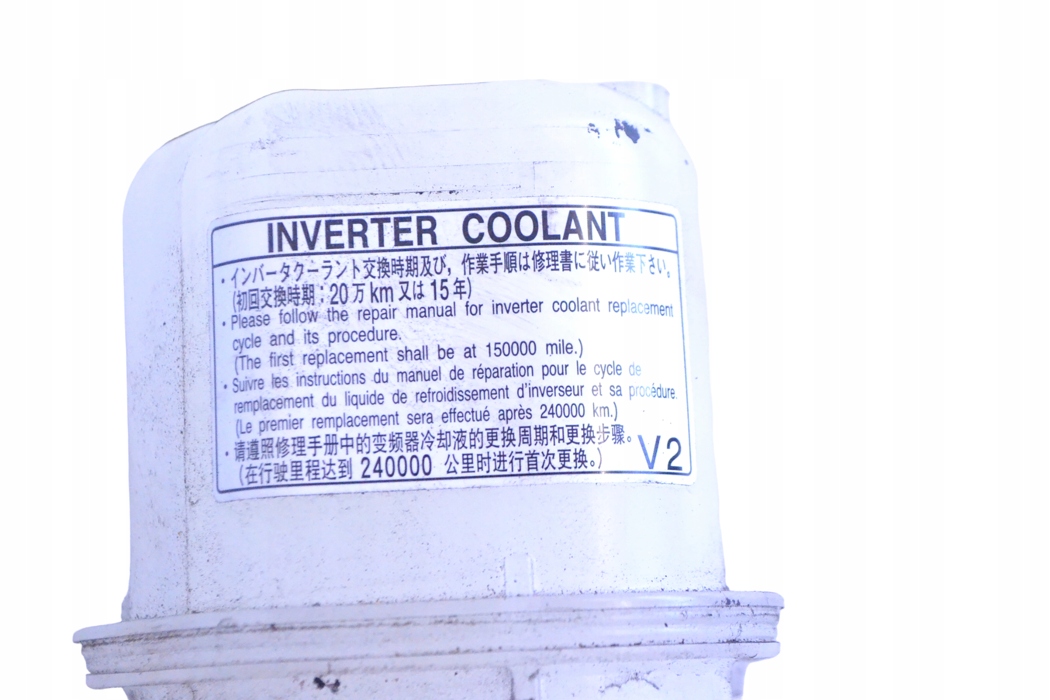 INVERTER COOLANT
・インバータクーラント交換時期及び，作業手順は修理書に従い作業下さい。
(初回交換時期；20万km又は15年)
・Please follow the repair manual for inverter coolant replacement
cycle and its procedure.
(The first replacement shall be at 150000 mile.)
・Suivre les instructions du manuel de réparation pour le cycle de
remplacement du liquide de refroidissement d'inverseur et sa procédure.
(Le premier remplacement sera effectué après 240000 km.)
・请遵照修理手册中的变频器冷却液的更换周期和更换步骤。
(在行驶里程达到 240000 公里时进行首次更换。)
V2